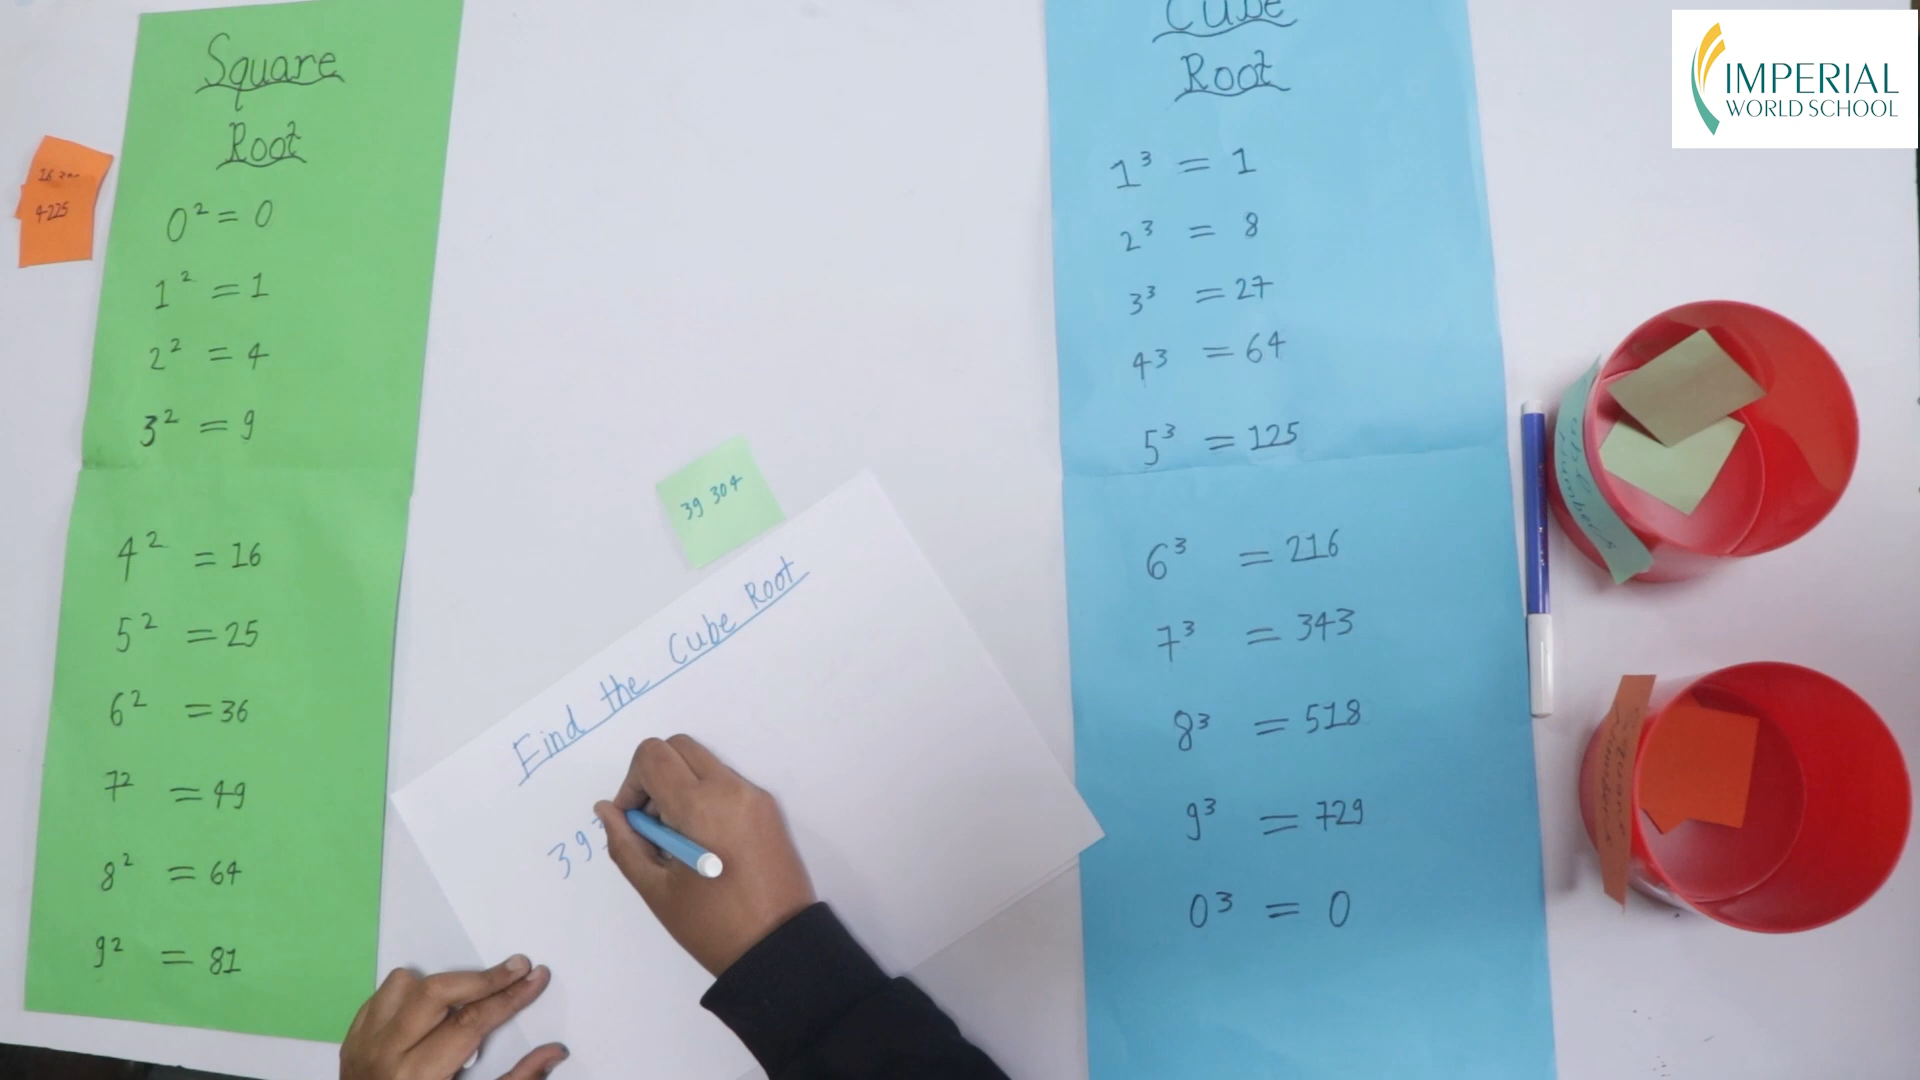 Square
Root
0² = 0
1² = 1
2² = 4
3² = 9
4² = 16
5² = 25
6² = 36
7² = 49
8² = 64
9² = 81
4225
39 304
Find the Cube Root
393
Cube
Root
1³ = 1
2³ = 8
3³ = 27
4³ = 64
5³ = 125
6³ = 216
7³ = 343
8³ = 518
9³ = 729
0³ = 0
IMPERIAL
WORLD SCHOOL